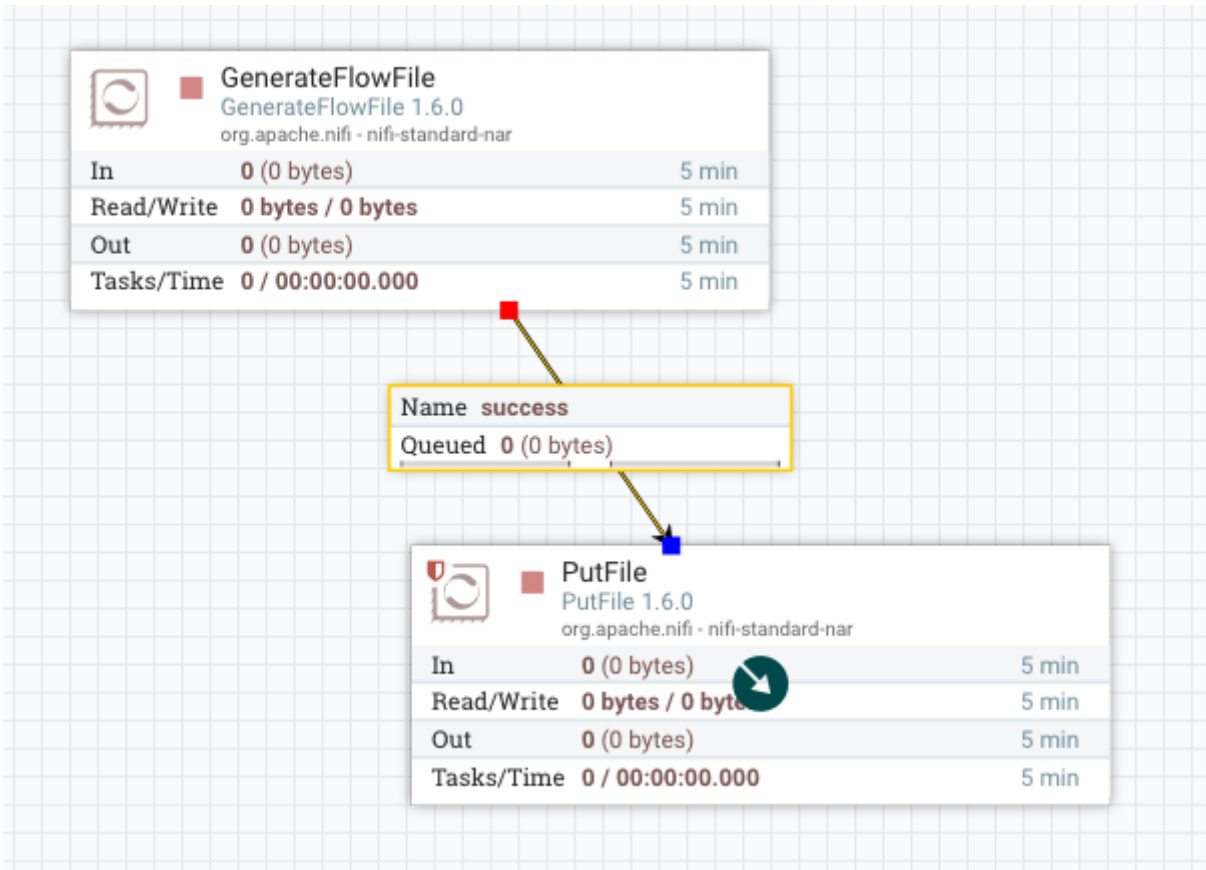 GenerateFlowFile
GenerateFlowFile 1.6.0
org.apache.nifi - nifi-standard-nar
In 0 (0 bytes) 5 min
Read/Write 0 bytes / 0 bytes 5 min
Out 0 (0 bytes) 5 min
Tasks/Time 0 / 00:00:00.000 5 min
Name success
Queued 0 (0 bytes)
PutFile
PutFile 1.6.0
org.apache.nifi - nifi-standard-nar
In 0 (0 bytes) 5 min
Read/Write 0 bytes / 0 byte 5 min
Out 0 (0 bytes) 5 min
Tasks/Time 0 / 00:00:00.000 5 min